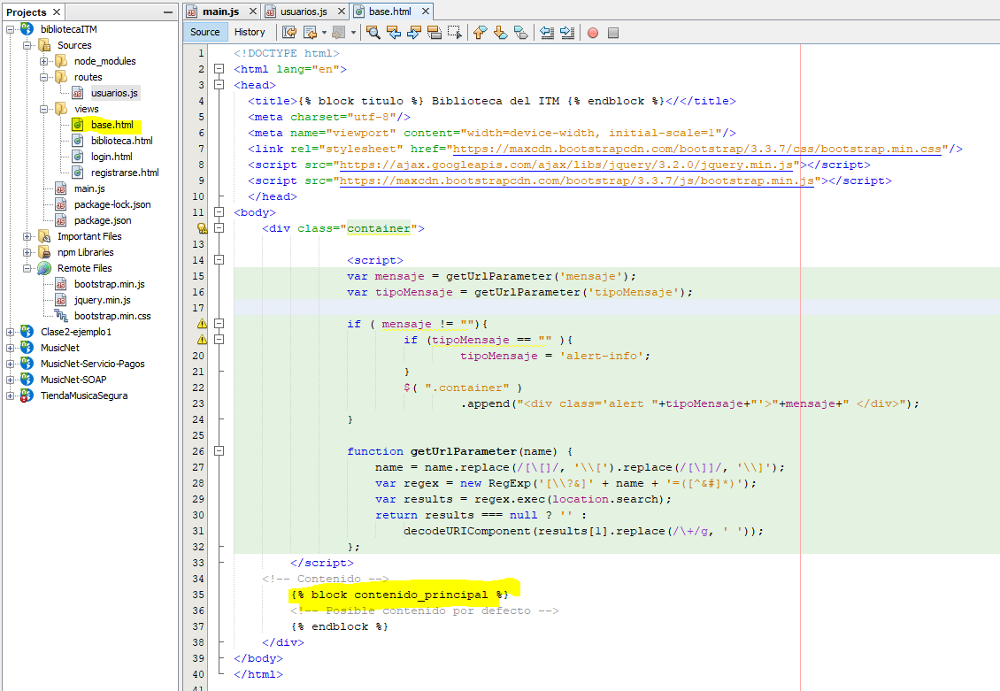 Projects
bibliotecaITM
Sources
node_modules
routes
usuarios.js
views
base.html
biblioteca.html
login.html
registrarse.html
main.js
package-lock.json
package.json
Important Files
npm Libraries
Remote Files
bootstrap.min.js
jquery.min.js
bootstrap.min.css
Clase2-ejemplo1
MusicNet
MusicNet-Servicio-Pagos
MusicNet-SOAP
TiendaMusicaSegura
main.js usuarios.js base.html
Source History
1 <!DOCTYPE html>
2 <html lang="en">
3 <head>
4 <title>{% block titulo %} Biblioteca del ITM {% endblock %}</</title>
5 <meta charset="utf-8"/>
6 <meta name="viewport" content="width=device-width, initial-scale=1"/>
7 <link rel="stylesheet" href="https://maxcdn.bootstrapcdn.com/bootstrap/3.3.7/css/bootstrap.min.css"/>
8 <script src="https://ajax.googleapis.com/ajax/libs/jquery/3.2.0/jquery.min.js"></script>
9 <script src="https://maxcdn.bootstrapcdn.com/bootstrap/3.3.7/js/bootstrap.min.js"></script>
10 </head>
11 <body>
<div class="container">
13
14 <script>
15 var mensaje = getUrlParameter('mensaje');
16 var tipoMensaje = getUrlParameter('tipoMensaje');
17
if ( mensaje != ""){
if (tipoMensaje == "" ){
20 tipoMensaje = 'alert-info';
21 }
22 $( ".container" )
23 .append("<div class='alert "+tipoMensaje+"'>"+mensaje+" </div>");
24 }
25
26 function getUrlParameter(name) {
27 name = name.replace(/[\[]/, '\\[').replace(/[\]]/, '\\]');
28 var regex = new RegExp('[\\?&]' + name + '=([^&#]*)');
29 var results = regex.exec(location.search);
30 return results === null ? '' :
31 decodeURIComponent(results[1].replace(/\+/g, ' '));
32 };
33 </script>
34 <!-- Contenido -->
35 {% block contenido_principal %}
36 <!-- Posible contenido por defecto -->
37 {% endblock %}
38 </div>
39 </body>
40 </html>
41